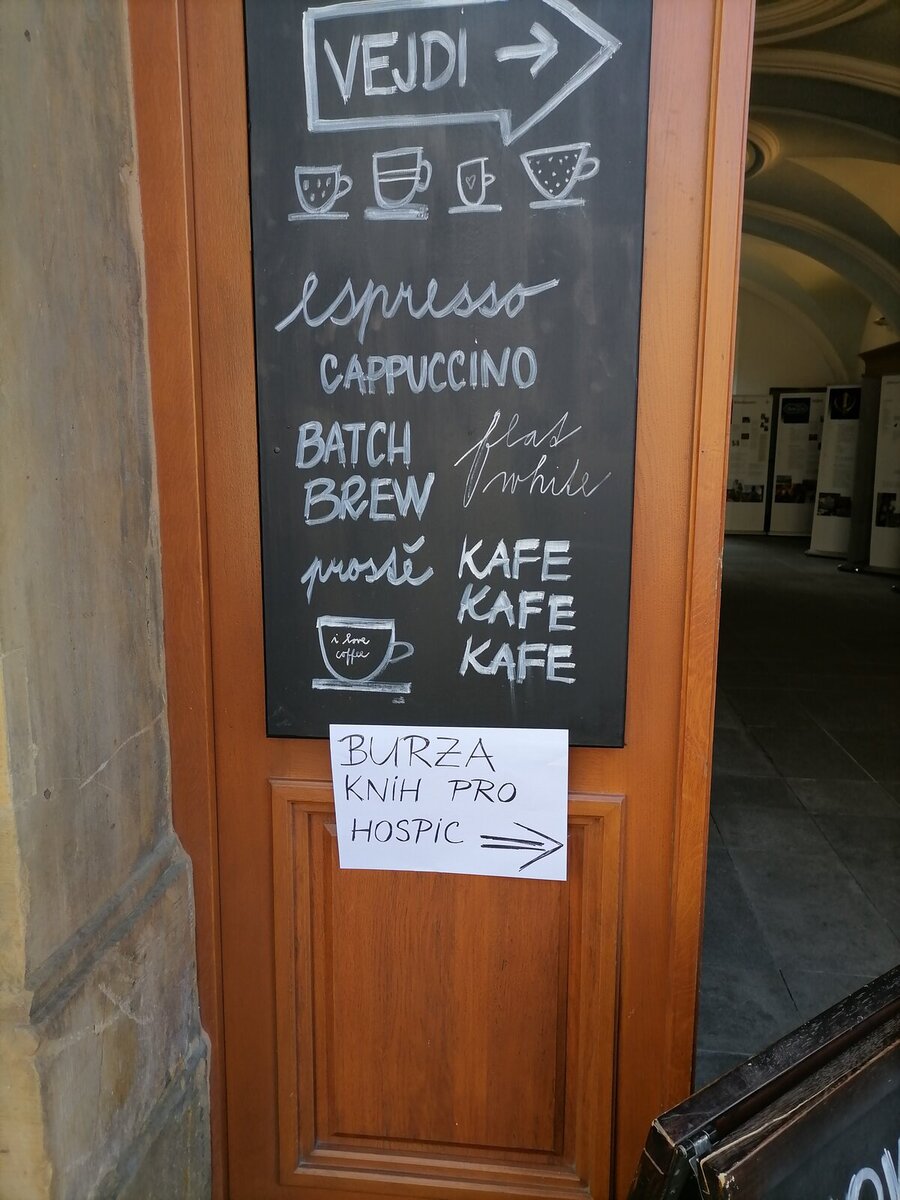 VEJDI →
espresso
CAPPUCCINO
BATCH
BREW
flat
white
prostě
KAFE
KAFE
KAFE
i love
coffee
BURZA
KNIH PRO
HOSPIC